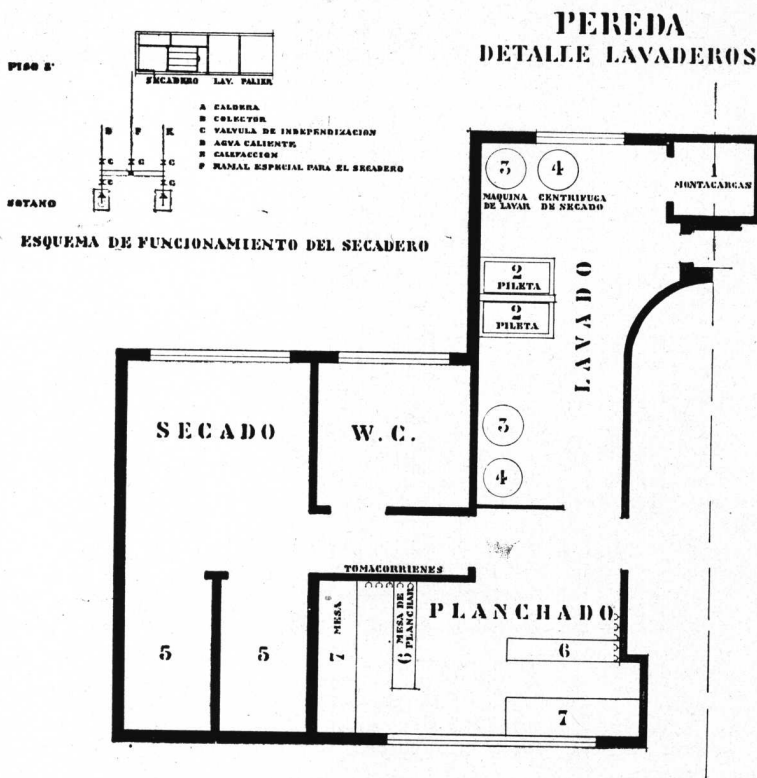 PEREDA
DETALLE LAVADEROS
PISO 8º
SECADERO LAV. PALIER
A CALDERA
B COLECTOR
C VALVULA DE INDEPENDIZACION
D AGUA CALIENTE
E CALEFACCION
F RAMAL ESPECIAL PARA EL SECADERO
D F E
C C C
C C
SOTANO
ESQUEMA DE FUNCIONAMIENTO DEL SECADERO
3 4 1
MAQUINA DE LAVAR
CENTRIFUGA DE SECADO
MONTACARGAS
2
PILETA
2
PILETA
LAVADO
3
4
SECADO
W.C.
TOMACORRIENES
PLANCHADO
7 MESA
6 MESA DE PLANCHAR
6
5 5
7